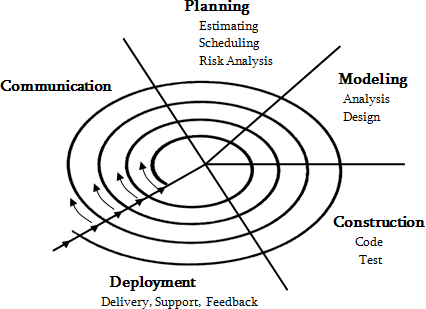 Planning
Estimating
Scheduling
Risk Analysis
Communication
Modeling
Analysis
Design
Construction
Code
Test
Deployment
Delivery, Support, Feedback